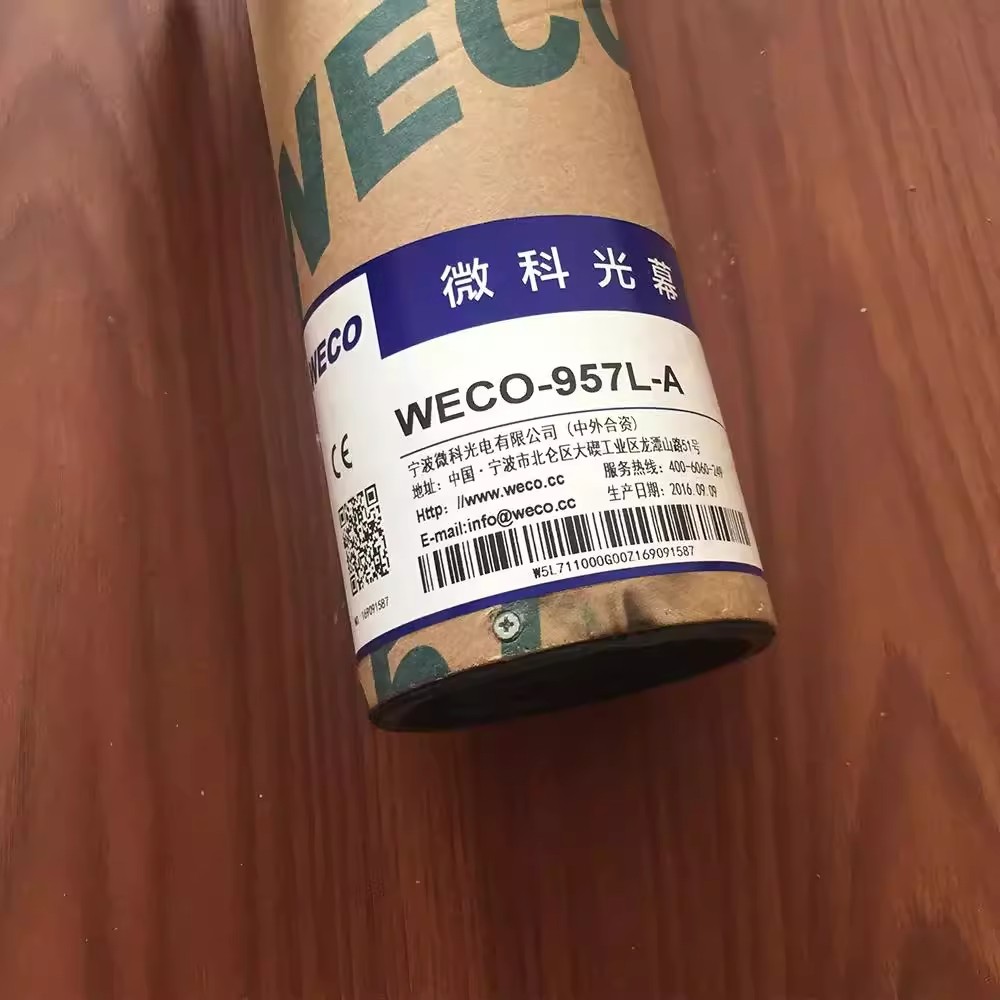 WECO
微科光幕
WECO
WECO-957L-A
CE
宁波微科光电有限公司（中外合资）
地址：中国·宁波市北仑区大碶工业区龙潭山路51号
Http：//www.weco.cc
服务热线：400-6060-249
E-mail:info@weco.cc
生产日期：2016.09.09
W5L711000G00Z169091587
NO.:169091587